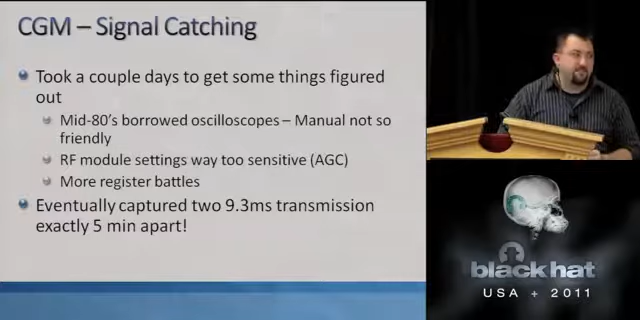 CGM – Signal Catching
Took a couple days to get some things figured
out
Mid-80's borrowed oscilloscopes – Manual not so
friendly
RF module settings way too sensitive (AGC)
More register battles
Eventually captured two 9.3ms transmission
exactly 5 min apart!
black hat
USA + 2011